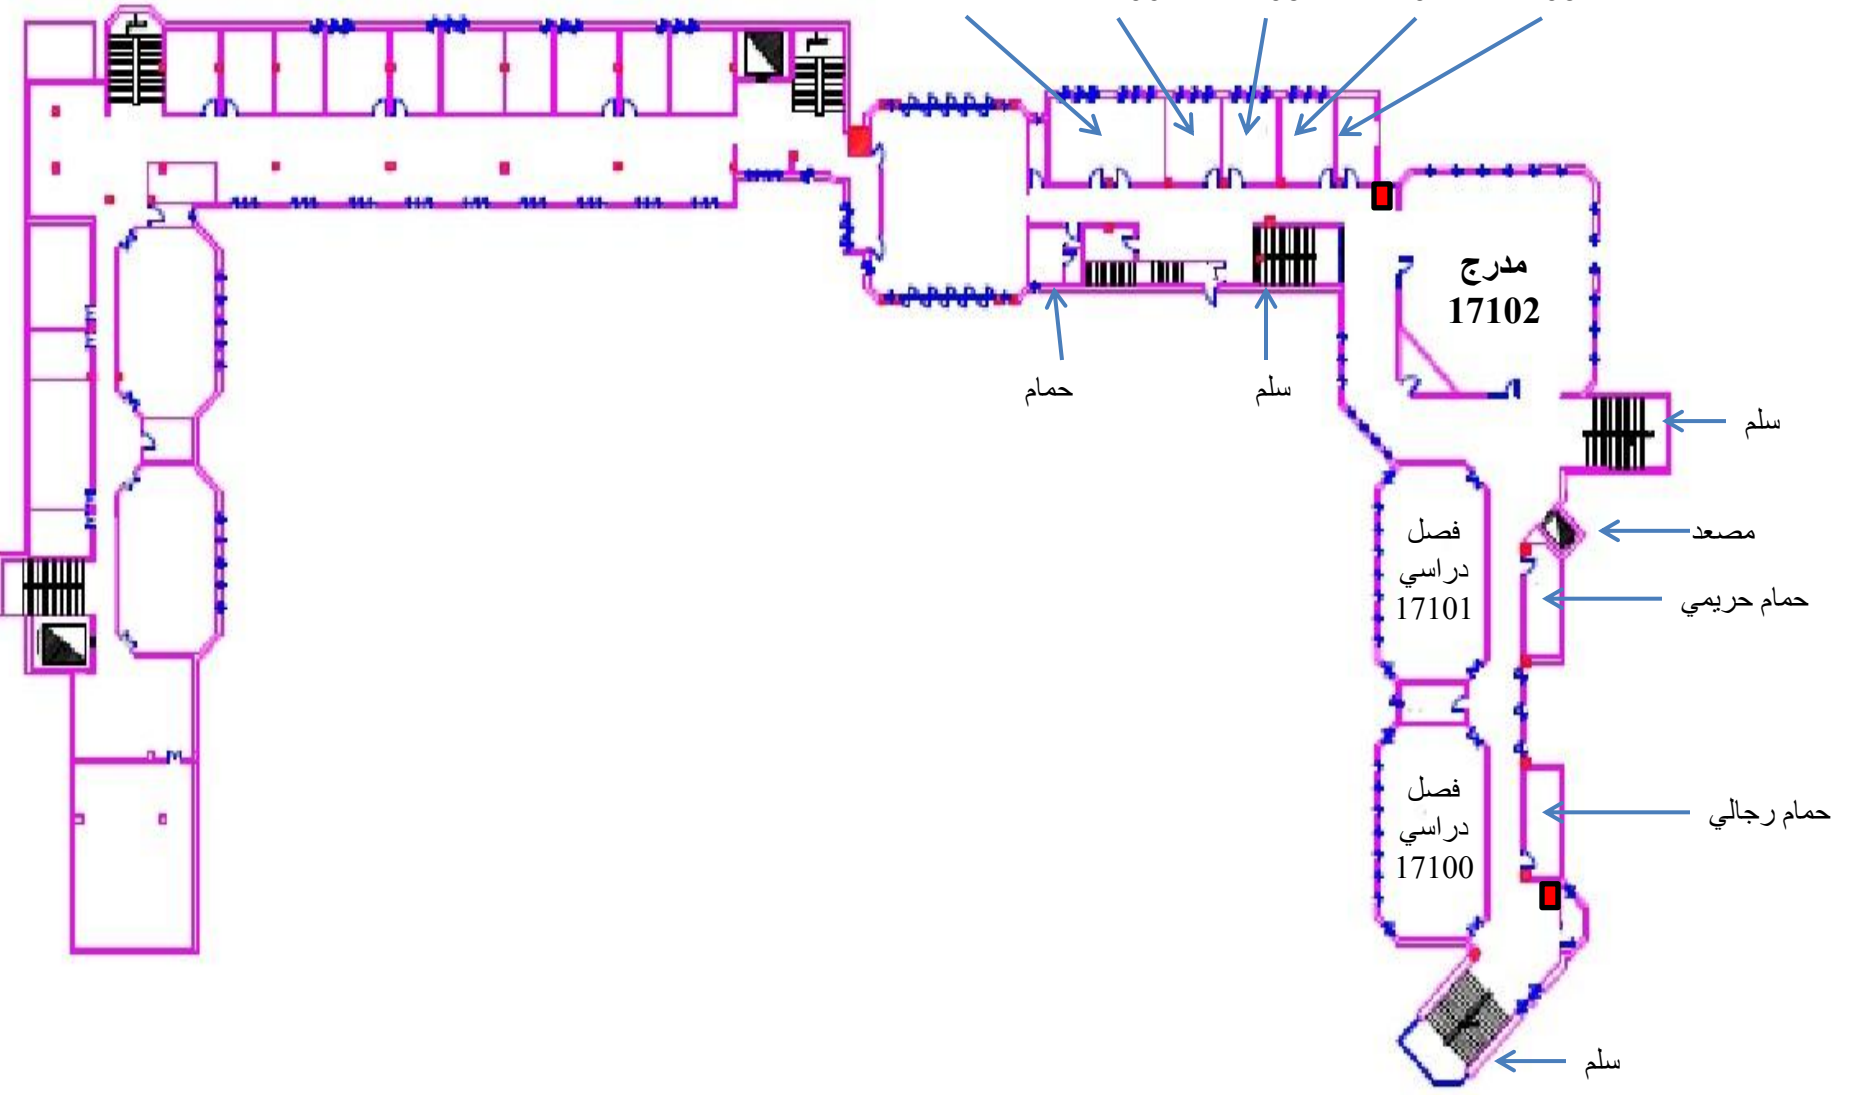 مدرج
17102
حمام
سلم
سلم
فصل
دراسي
17101
مصعد
حمام حريمي
فصل
دراسي
17100
حمام رجالي
سلم